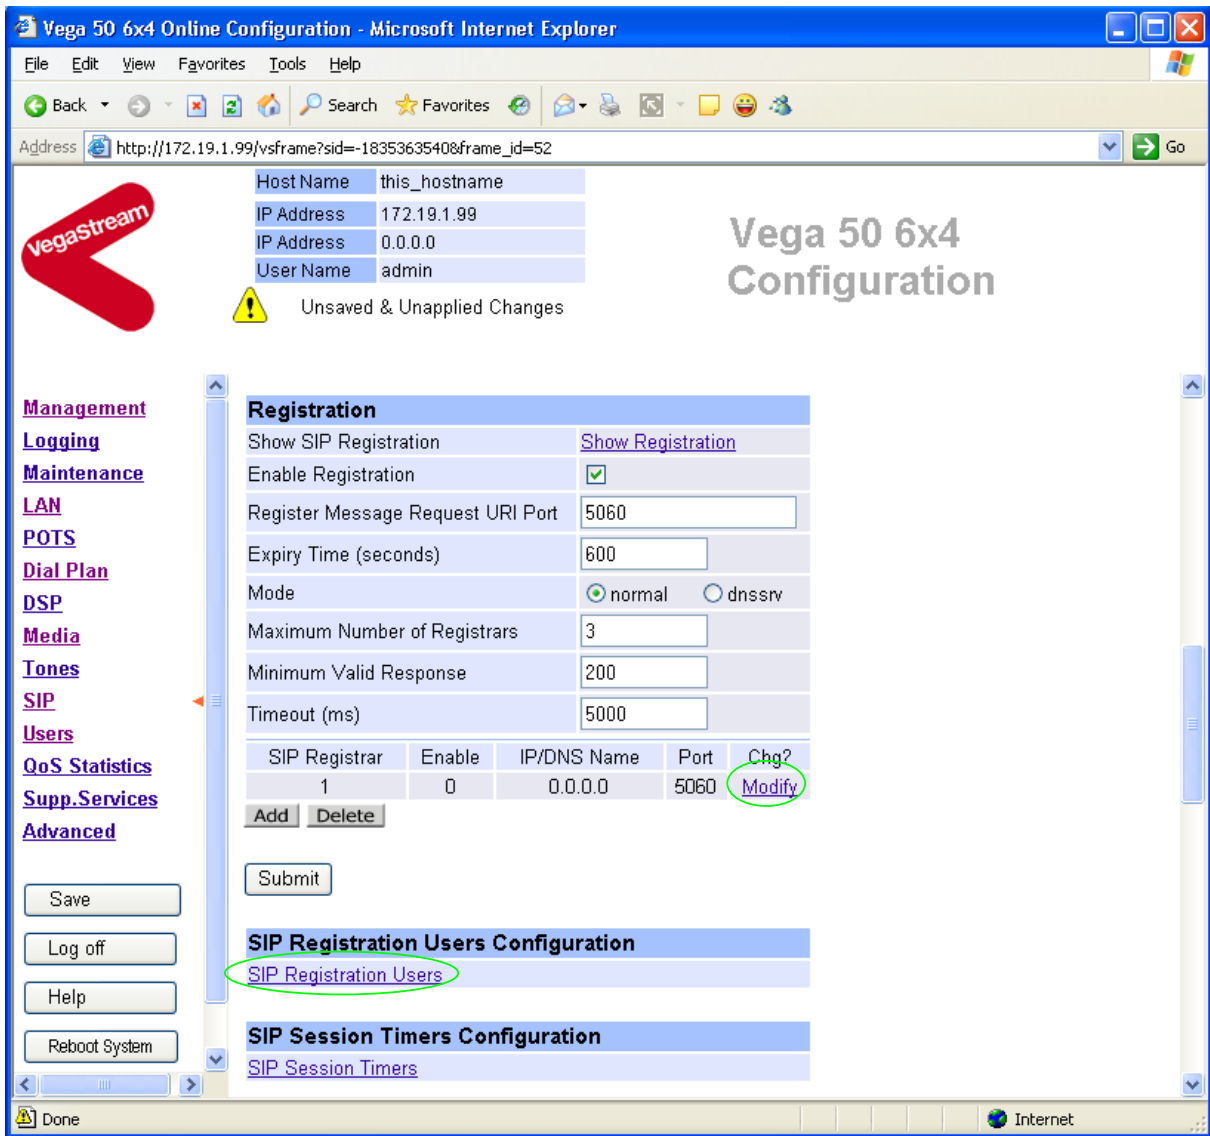 Vega 50 6x4 Online Configuration - Microsoft Internet Explorer
File Edit View Favorites Tools Help
Back Search Favorites
Address http://172.19.1.99/vsframe?sid=-1835363540&frame_id=52 Go
vegastream
Host Name this_hostname
IP Address 172.19.1.99
IP Address 0.0.0.0
User Name admin
Unsaved & Unapplied Changes
Vega 50 6x4
Configuration
Management
Logging
Maintenance
LAN
POTS
Dial Plan
DSP
Media
Tones
SIP
Users
QoS Statistics
Supp.Services
Advanced
Save
Log off
Help
Reboot System
Registration
Show SIP Registration Show Registration
Enable Registration
Register Message Request URI Port 5060
Expiry Time (seconds) 600
Mode normal dnssrv
Maximum Number of Registrars 3
Minimum Valid Response 200
Timeout (ms) 5000
SIP Registrar Enable IP/DNS Name Port Chg?
1 0 0.0.0.0 5060 Modify
Add Delete
Submit
SIP Registration Users Configuration
SIP Registration Users
SIP Session Timers Configuration
SIP Session Timers
Done Internet